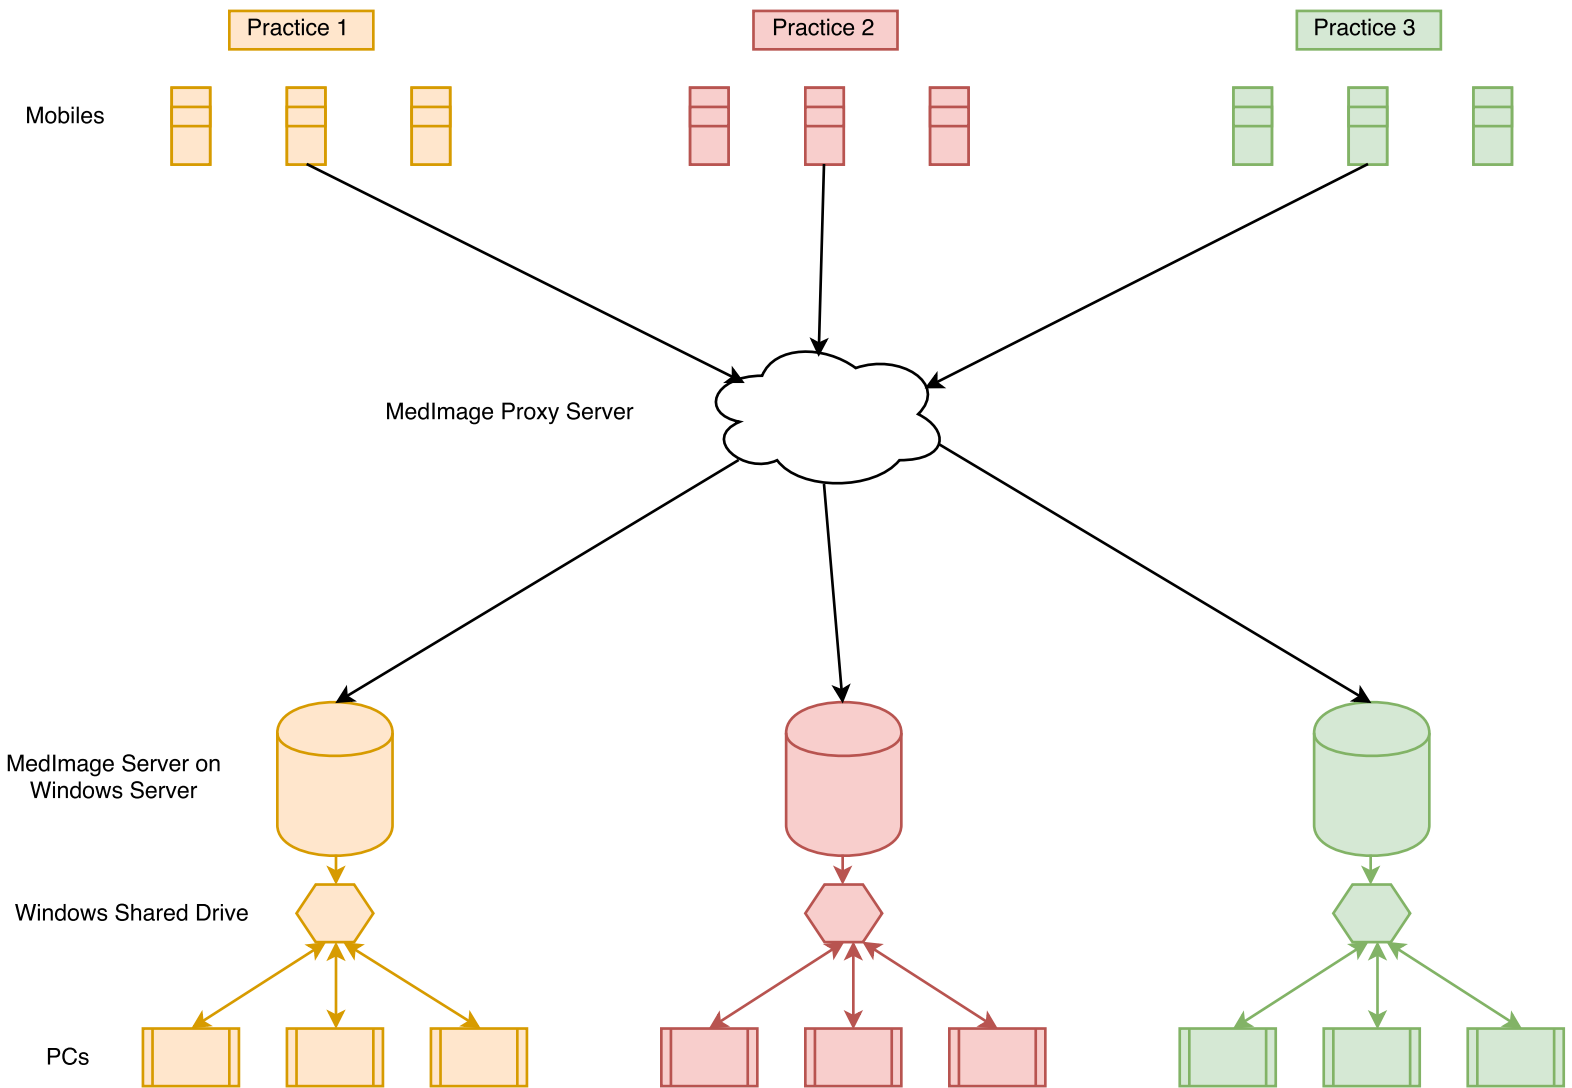 Practice 1
Practice 2
Practice 3
Mobiles
MedImage Proxy Server
MedImage Server on
Windows Server
Windows Shared Drive
PCs